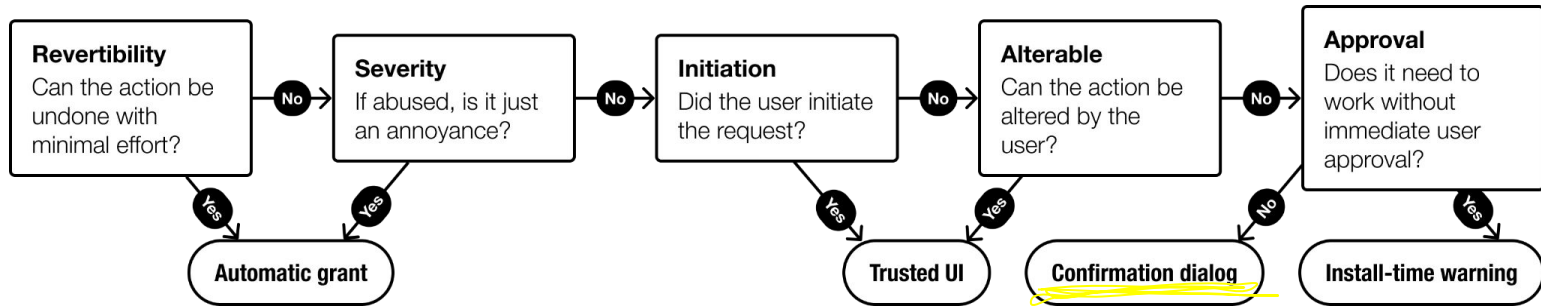 Revertibility
Can the action be
undone with
minimal effort?
No
Severity
If abused, is it just
an annoyance?
No
Initiation
Did the user initiate
the request?
No
Alterable
Can the action be
altered by the
user?
No
Approval
Does it need to
work without
immediate user
approval?
Yes
Yes
Yes
Yes
No
Yes
Automatic grant
Trusted UI
Confirmation dialog
Install-time warning